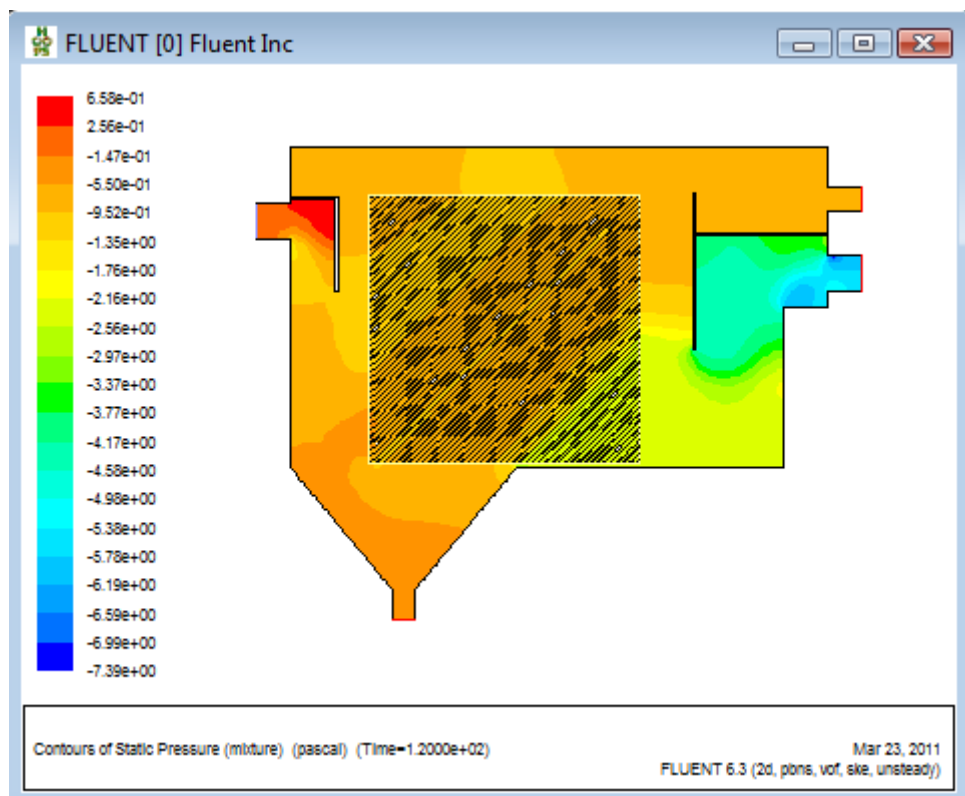 FLUENT [0] Fluent Inc
6.58e-01
2.56e-01
-1.47e-01
-5.50e-01
-9.52e-01
-1.35e+00
-1.76e+00
-2.16e+00
-2.56e+00
-2.97e+00
-3.37e+00
-3.77e+00
-4.17e+00
-4.58e+00
-4.98e+00
-5.38e+00
-5.78e+00
-6.19e+00
-6.59e+00
-6.99e+00
-7.39e+00
Contours of Static Pressure (mixture) (pascal) (Time=1.2000e+02)
Mar 23, 2011
FLUENT 6.3 (2d, pbns, vof, ske, unsteady)